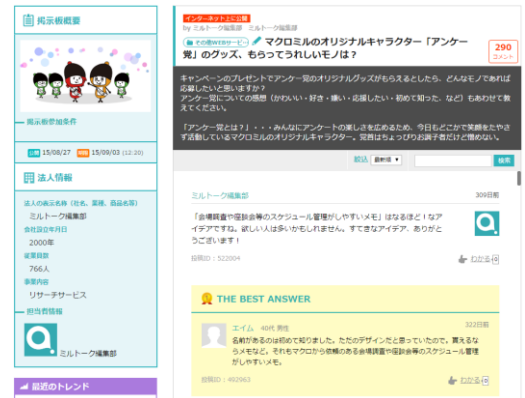 掲示板概要
掲示板参加条件
公開 15/08/27 期限 15/09/03 (12:20)
法人情報
法人の表示名称(社名、業種、商品名等)
ミルトーク編集部
会社設立年月日
2000年
従業員数
766人
事業内容
リサーチサービス
担当者情報
ミルトーク編集部
最近のトレンド
インターネット上に公開
by ミルトーク編集部 ミルトーク編集部
その他WEBサービ… マクロミルのオリジナルキャラクター「アンケー
党」のグッズ、もらってうれしいモノは?
290
コメント
キャンペーンのプレゼントでアンケー党のオリジナルグッズがもらえるとしたら、どんなモノであれば
応募したいと思いますか?
アンケー党についての感想(かわいい・好き・嫌い・応援したい・初めて知った、など)もあわせて教
えてください。
「アンケー党とは?」・・・みんなにアンケートの楽しさを広めるため、今日もどこかで笑顔をたやさ
ず活動しているマクロミルのオリジナルキャラクター。党首はちょっぴりお調子者だけど憎めない。
絞込 最新順 検索
ミルトーク編集部 309日前
「会場調査や座談会等のスケジュール管理がしやすいメモ」はなるほど!なア
イデアですね。欲しい人は多いかもしれません。すてきなアイデア、ありがと
うございます!
投稿ID:522004 わかる 0
THE BEST ANSWER
エイム 40代 男性 322日前
名前があるのは初めて知りました。ただのデザインだと思っていたので。貰えるな
らメモなど。それもマクロから依頼のある会場調査や座談会等のスケジュール管理
がしやすいメモ。
投稿ID:492963 わかる 0